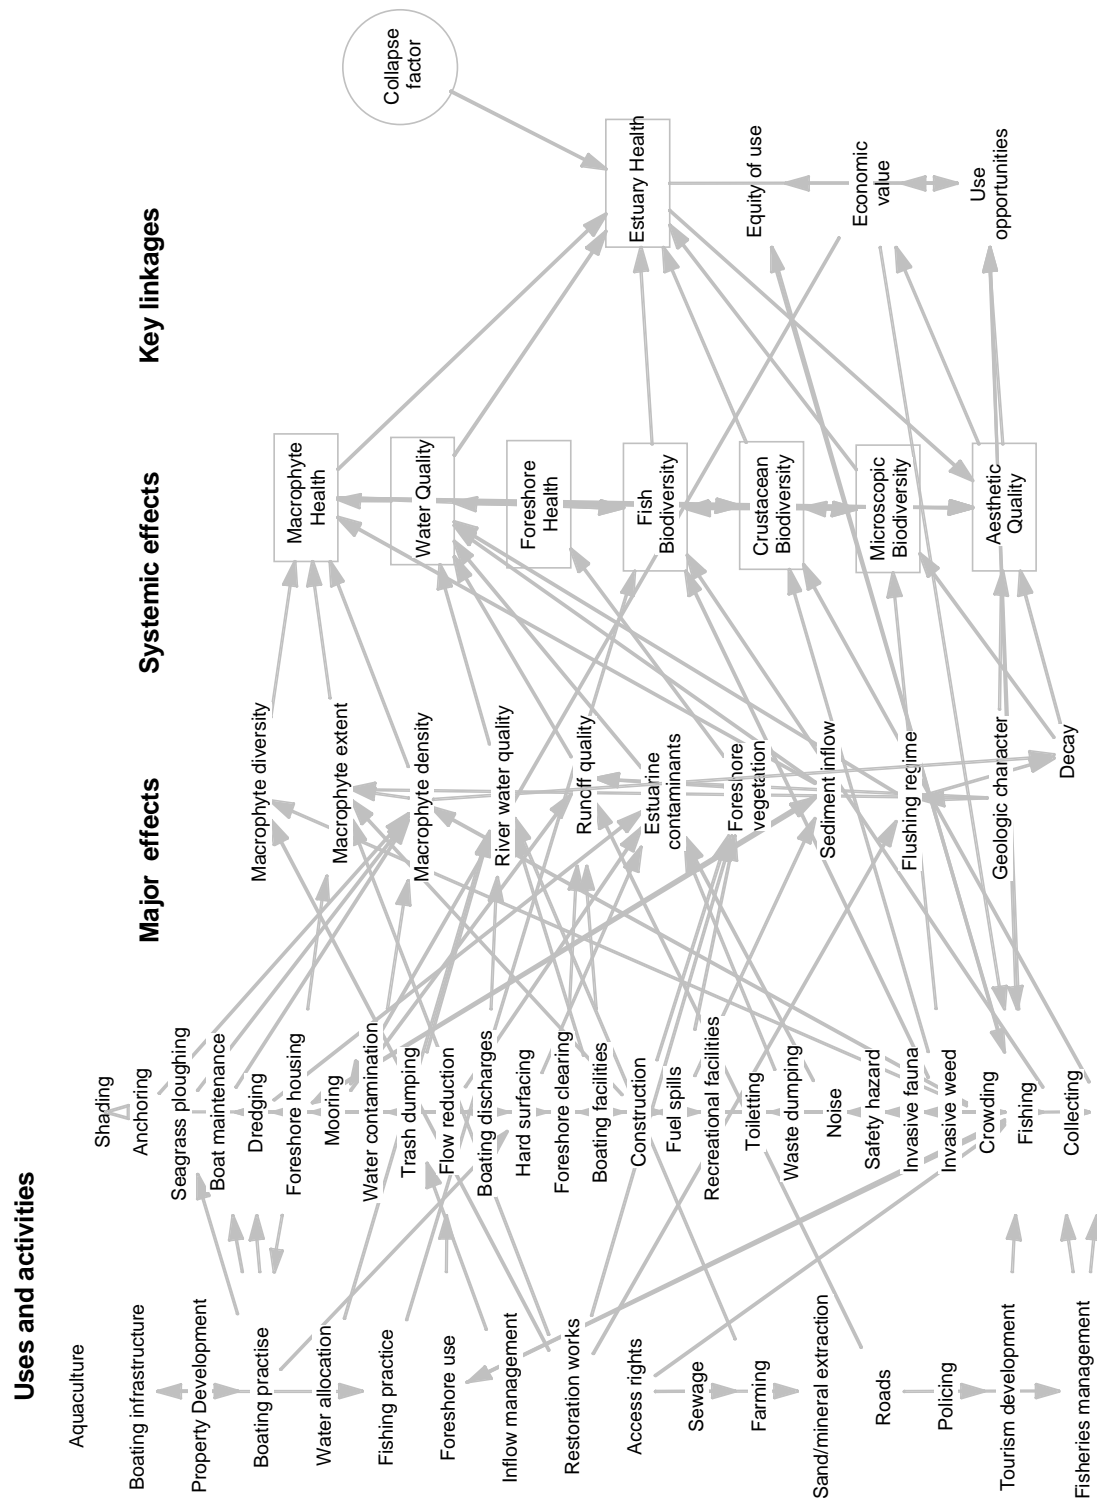 Uses and activities
Major effects
Systemic effects
Key linkages
Aquaculture
Boating infrastructure
Property Development
Boating practise
Water allocation
Fishing practice
Foreshore use
Inflow management
Restoration works
Access rights
Sewage
Farming
Sand/mineral extraction
Roads
Policing
Tourism development
Fisheries management
Shading
Anchoring
Seagrass ploughing
Boat maintenance
Dredging
Foreshore housing
Mooring
Water contamination
Trash dumping
Flow reduction
Boating discharges
Hard surfacing
Foreshore clearing
Boating facilities
Construction
Fuel spills
Recreational facilities
Toiletting
Waste dumping
Noise
Safety hazard
Invasive fauna
Invasive weed
Crowding
Fishing
Collecting
Macrophyte diversity
Macrophyte extent
Macrophyte density
River water quality
Runoff quality
Estuarine
contaminants
Foreshore
vegetation
Sediment inflow
Flushing regime
Geologic character
Decay
Macrophyte
Health
Water Quality
Foreshore
Health
Fish
Biodiversity
Crustacean
Biodiversity
Microscopic
Biodiversity
Aesthetic
Quality
Collapse
factor
Estuary Health
Equity of use
Economic
value
Use
opportunities